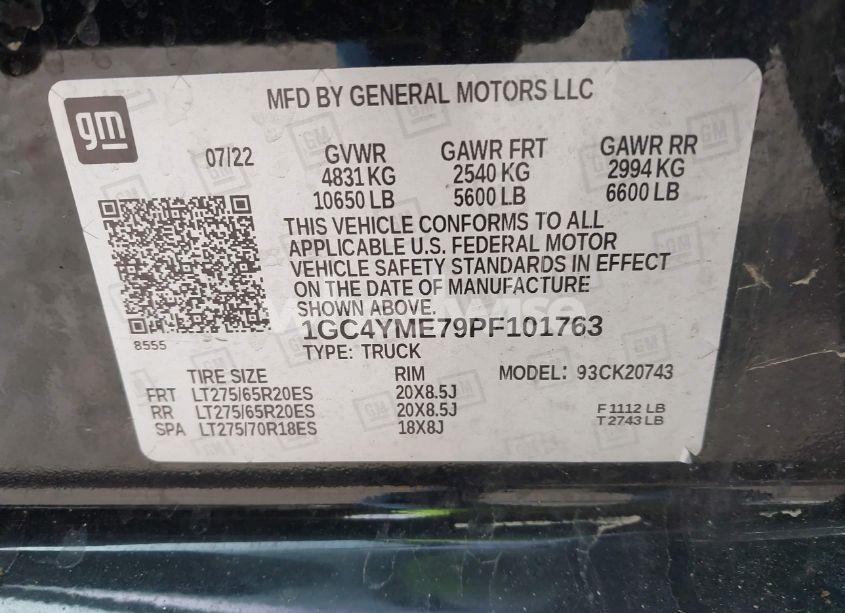 MFD BY GENERAL MOTORS LLC
gm
07/22 GVWR GAWR FRT GAWR RR
4831 KG 2540 KG 2994 KG
10650 LB 5600 LB 6600 LB
THIS VEHICLE CONFORMS TO ALL
APPLICABLE U.S. FEDERAL MOTOR
VEHICLE SAFETY STANDARDS IN EFFECT
ON THE DATE OF MANUFACTURE
SHOWN ABOVE.
1GC4YME79PF101763
8555 TYPE: TRUCK
TIRE SIZE RIM MODEL: 93CK20743
FRT LT275/65R20ES 20X8.5J
RR LT275/65R20ES 20X8.5J F 1112 LB
SPA LT275/70R18ES 18X8J T 2743 LB